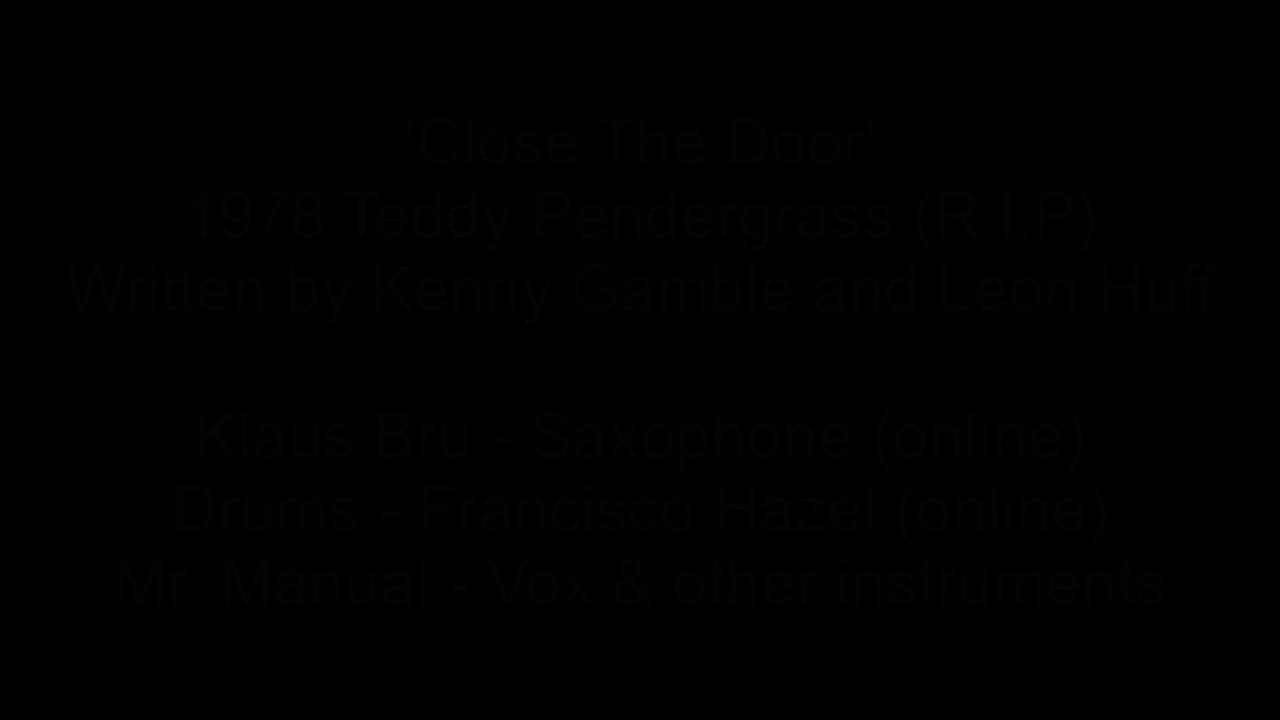 'Close The Door'
1978 Teddy Pendergrass (R.I.P)
Written by Kenny Gamble and Leon Huff
Klaus Bru - Saxophone (online)
Drums - Francisco Hazel (online)
Mr. Manual - Vox & other instruments